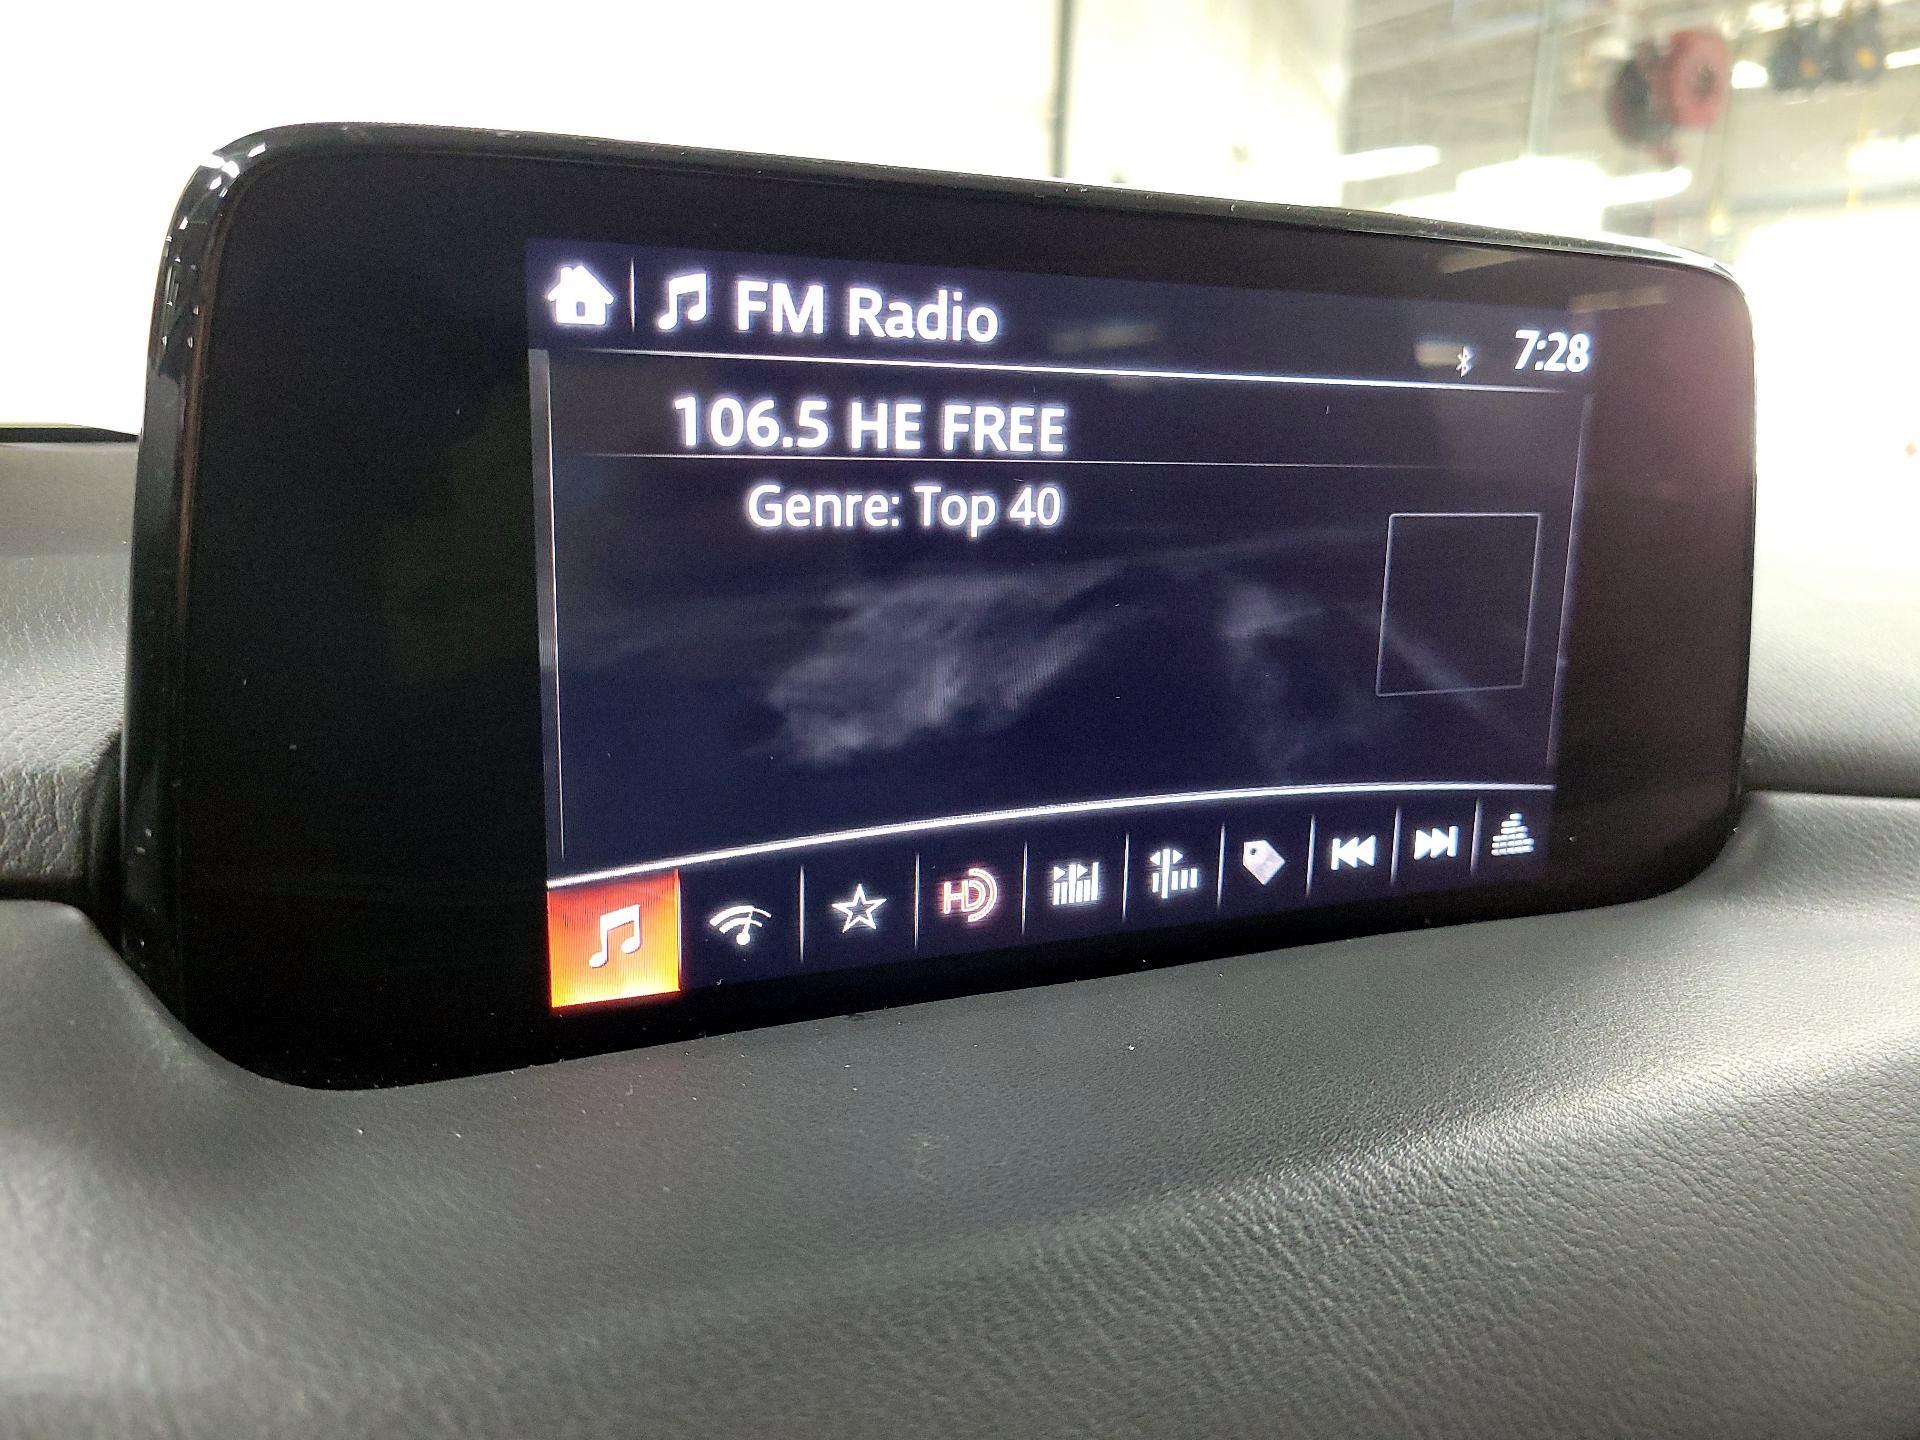 FM Radio
7:28
106.5 HE FREE
Genre: Top 40
HD